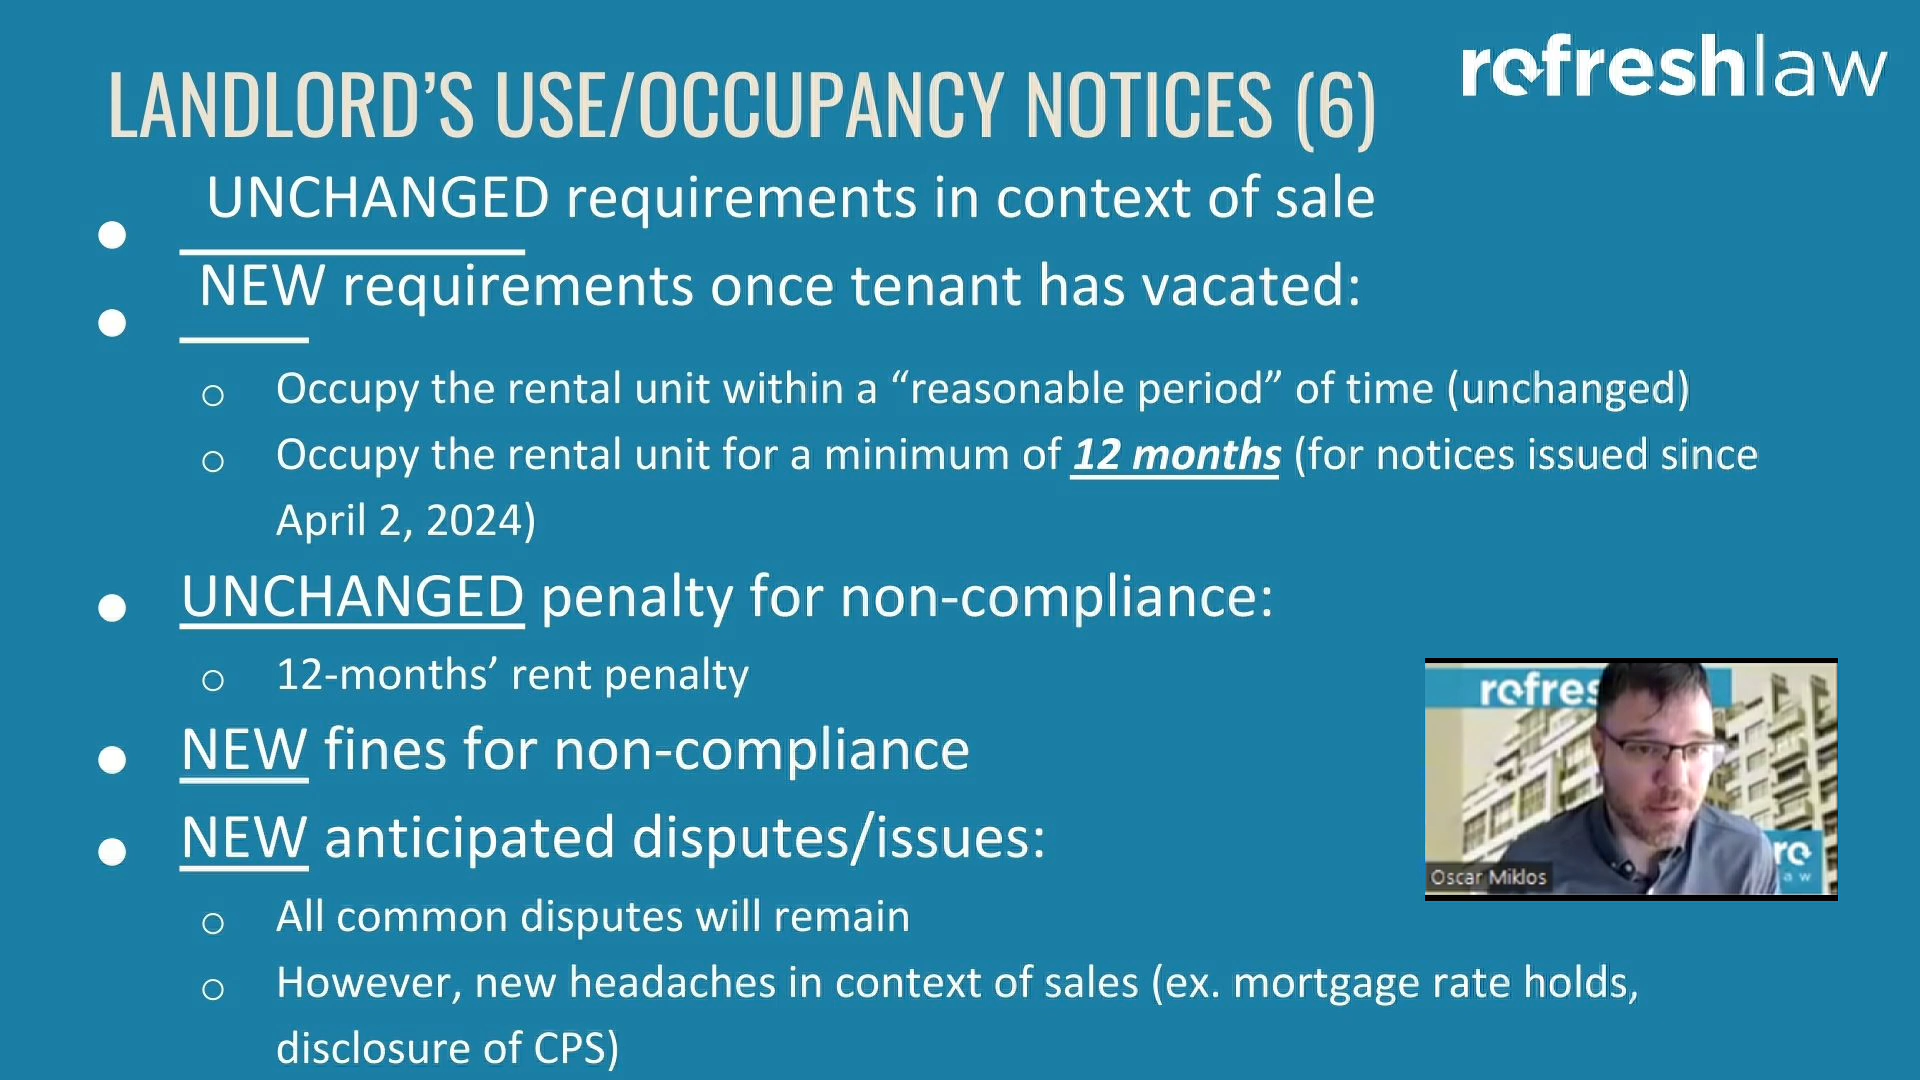 refreshlaw
LANDLORD’S USE/OCCUPANCY NOTICES (6)
● UNCHANGED requirements in context of sale
● NEW requirements once tenant has vacated:
o Occupy the rental unit within a “reasonable period” of time (unchanged)
o Occupy the rental unit for a minimum of 12 months (for notices issued since
April 2, 2024)
● UNCHANGED penalty for non-compliance:
o 12-months’ rent penalty
● NEW fines for non-compliance
● NEW anticipated disputes/issues:
o All common disputes will remain
o However, new headaches in context of sales (ex. mortgage rate holds,
disclosure of CPS)
refres
re
aw
Oscar Miklos